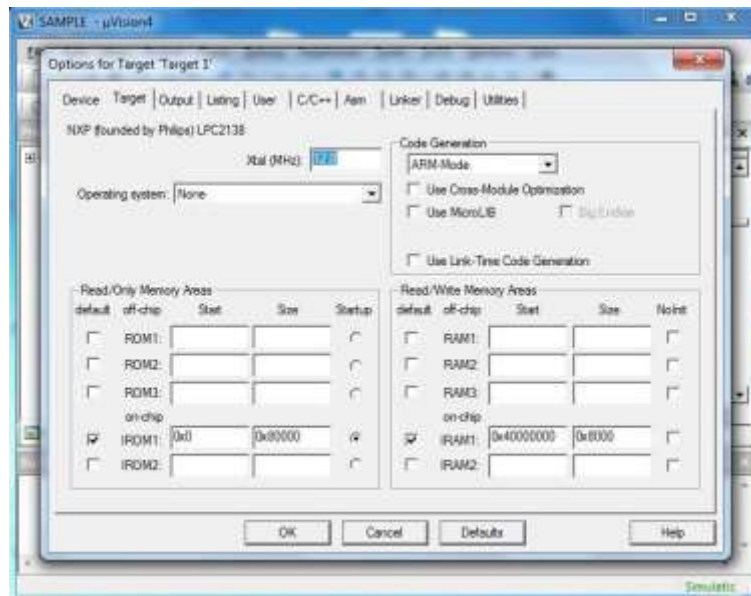 SAMPLE - µVision4
Options for Target 'Target 1'
Device Target Output Listing User C/C++ Asm Linker Debug Utilities
NXP (founded by Philips) LPC2138
Xtal (MHz): 12.0
Operating system: None
Code Generation
ARM-Mode
Use Cross-Module Optimization
Use MicroLIB Big Endian
Use Link-Time Code Generation
Read/Only Memory Areas
default off-chip Start Size Startup
ROM1:
ROM2:
ROM3:
on-chip
IROM1: 0x0 0x80000
IROM2:
Read/Write Memory Areas
default off-chip Start Size NoInit
RAM1:
RAM2:
RAM3:
on-chip
IRAM1: 0x40000000 0x8000
IRAM2:
OK Cancel Defaults Help